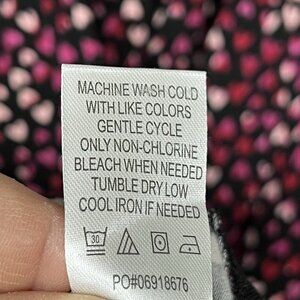 MACHINE WASH COLD
WITH LIKE COLORS
GENTLE CYCLE
ONLY NON-CHLORINE
BLEACH WHEN NEEDED
TUMBLE DRY LOW
COOL IRON IF NEEDED
30
PO#06918676